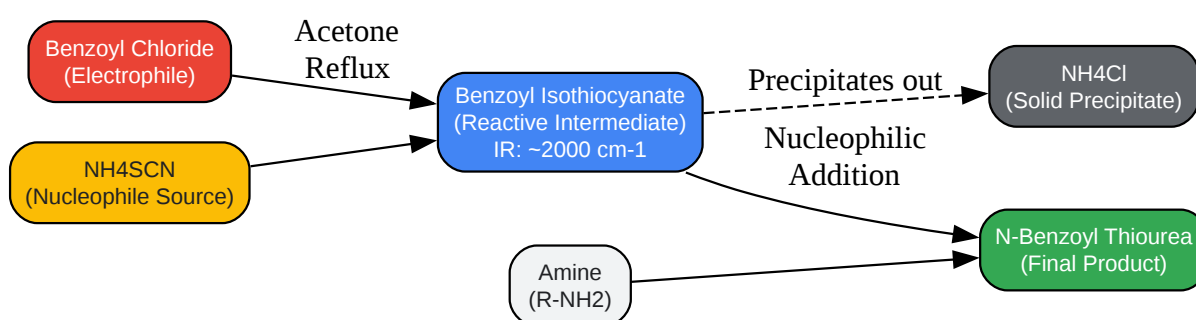 Benzoyl Chloride
(Electrophile)
Acetone
Reflux
NH4SCN
(Nucleophile Source)
Benzoyl Isothiocyanate
(Reactive Intermediate)
IR: ~2000 cm-1
Precipitates out
NH4Cl
(Solid Precipitate)
Nucleophilic
Addition
Amine
(R-NH2)
N-Benzoyl Thiourea
(Final Product)